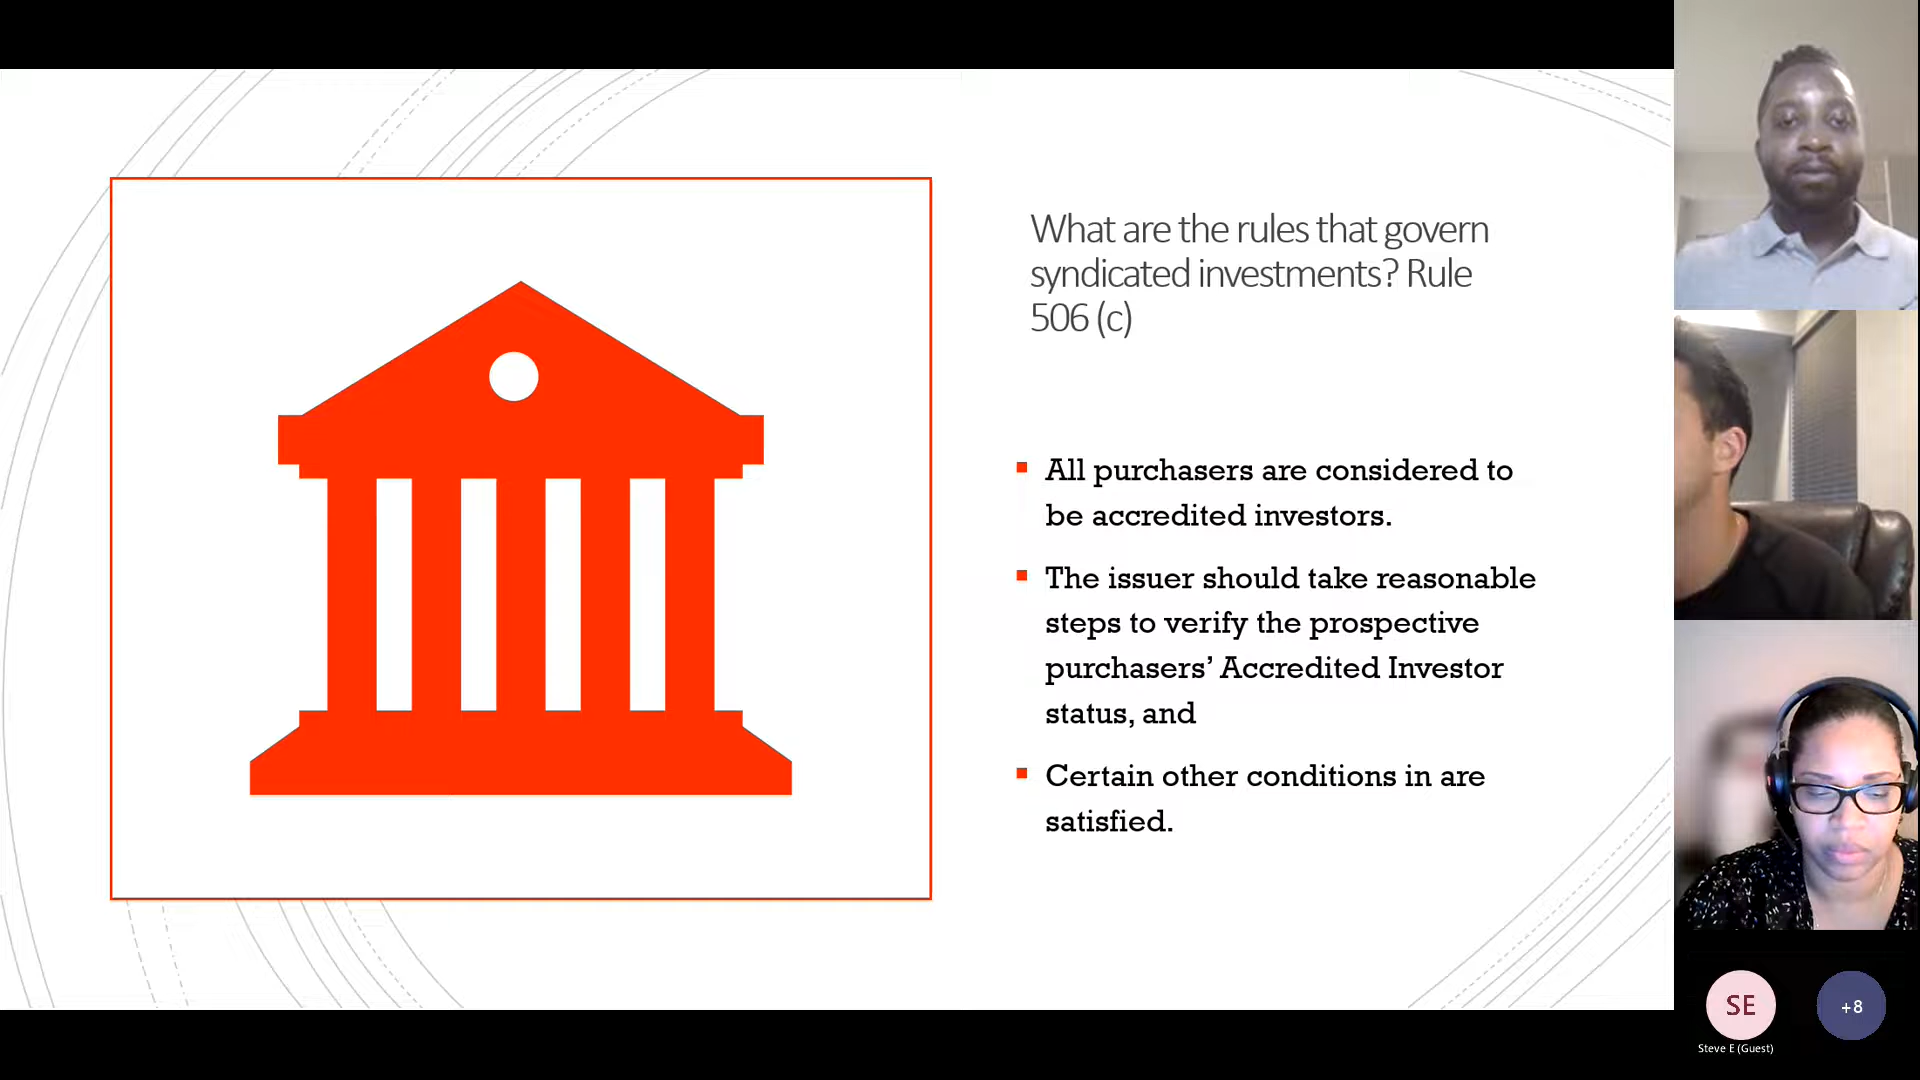 What are the rules that govern
syndicated investments? Rule
506 (c)
All purchasers are considered to
be accredited investors.
The issuer should take reasonable
steps to verify the prospective
purchasers’ Accredited Investor
status, and
Certain other conditions in are
satisfied.
SE
+8
Steve E (Guest)